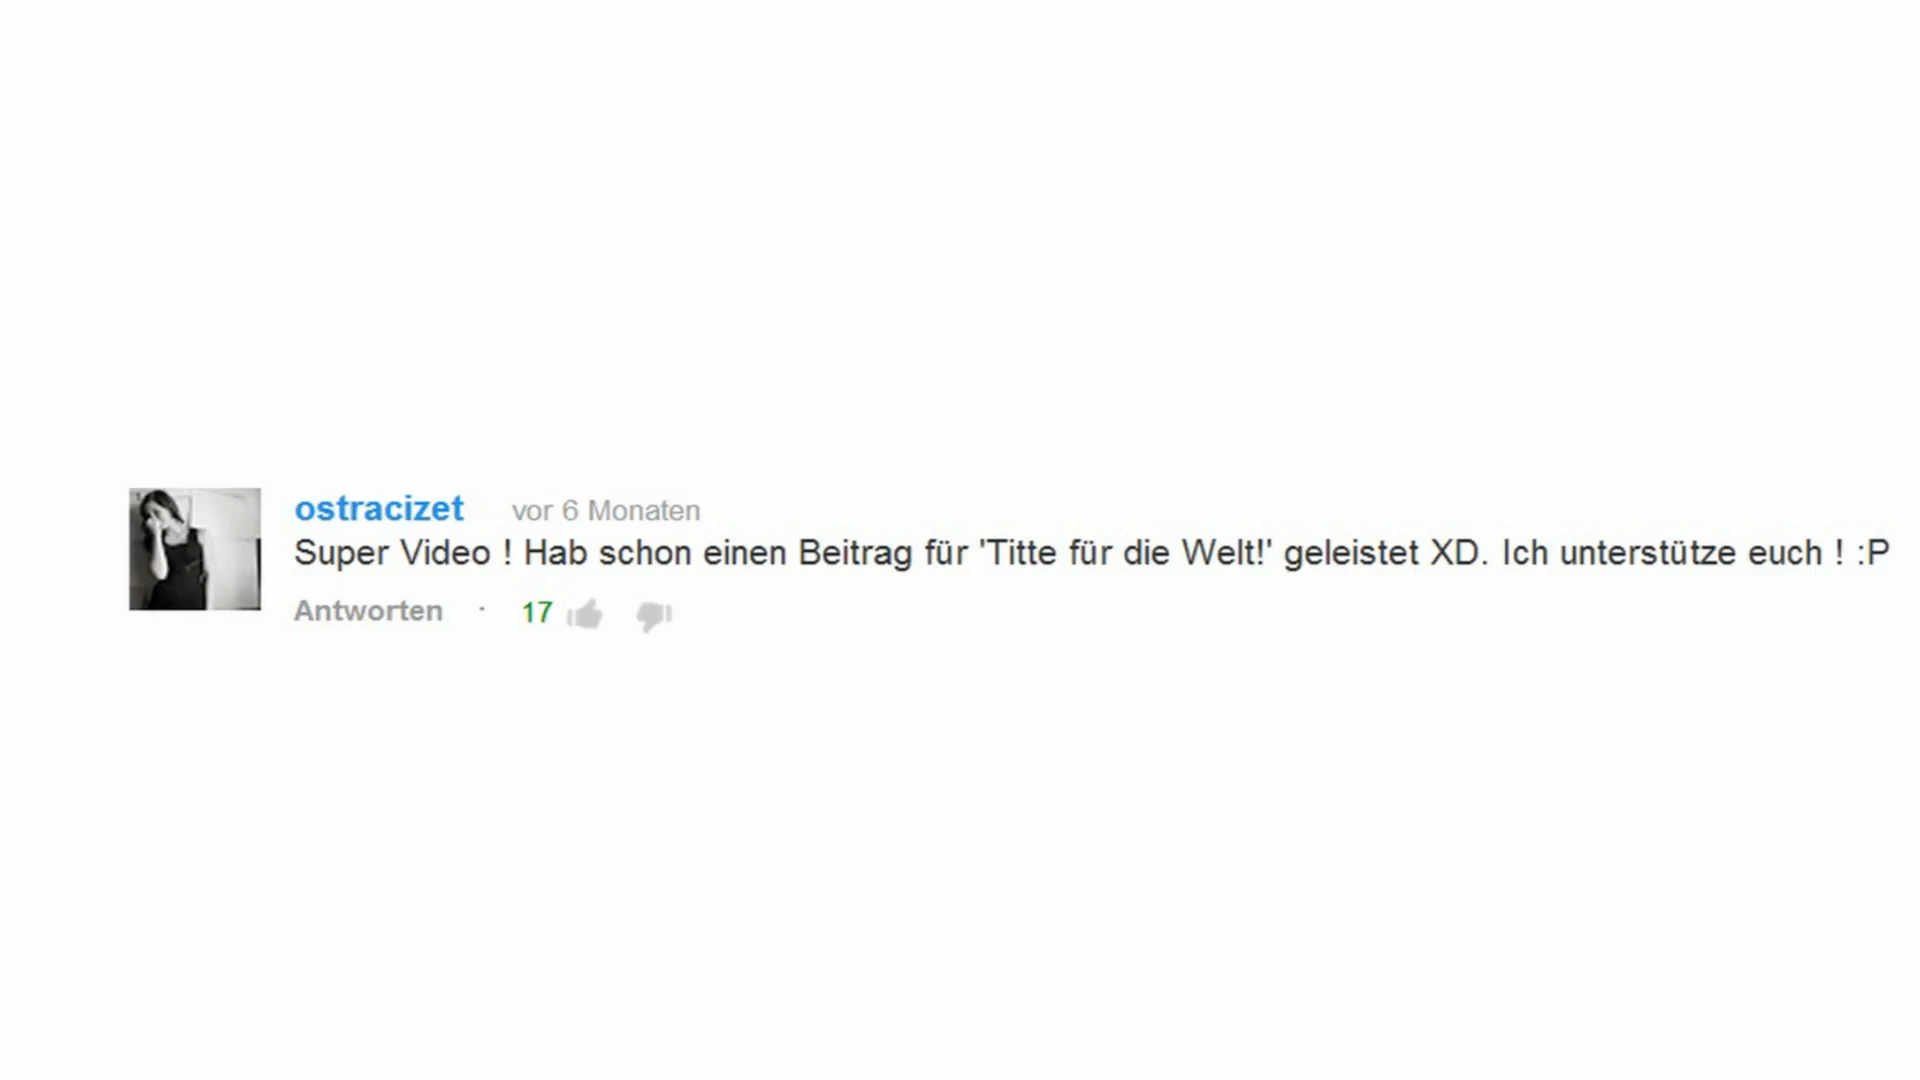 ostracizet vor 6 Monaten
Super Video ! Hab schon einen Beitrag für 'Titte für die Welt!' geleistet XD. Ich unterstütze euch ! :P
Antworten · 17